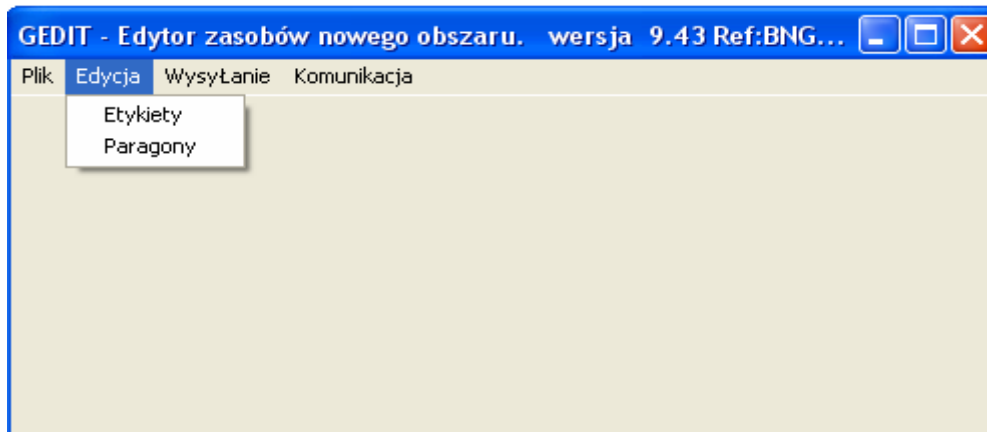 GEDIT - Edytor zasobów nowego obszaru. wersja 9.43 Ref:BNG...
Plik Edycja WysyŁanie Komunikacja
Etykiety
Paragony